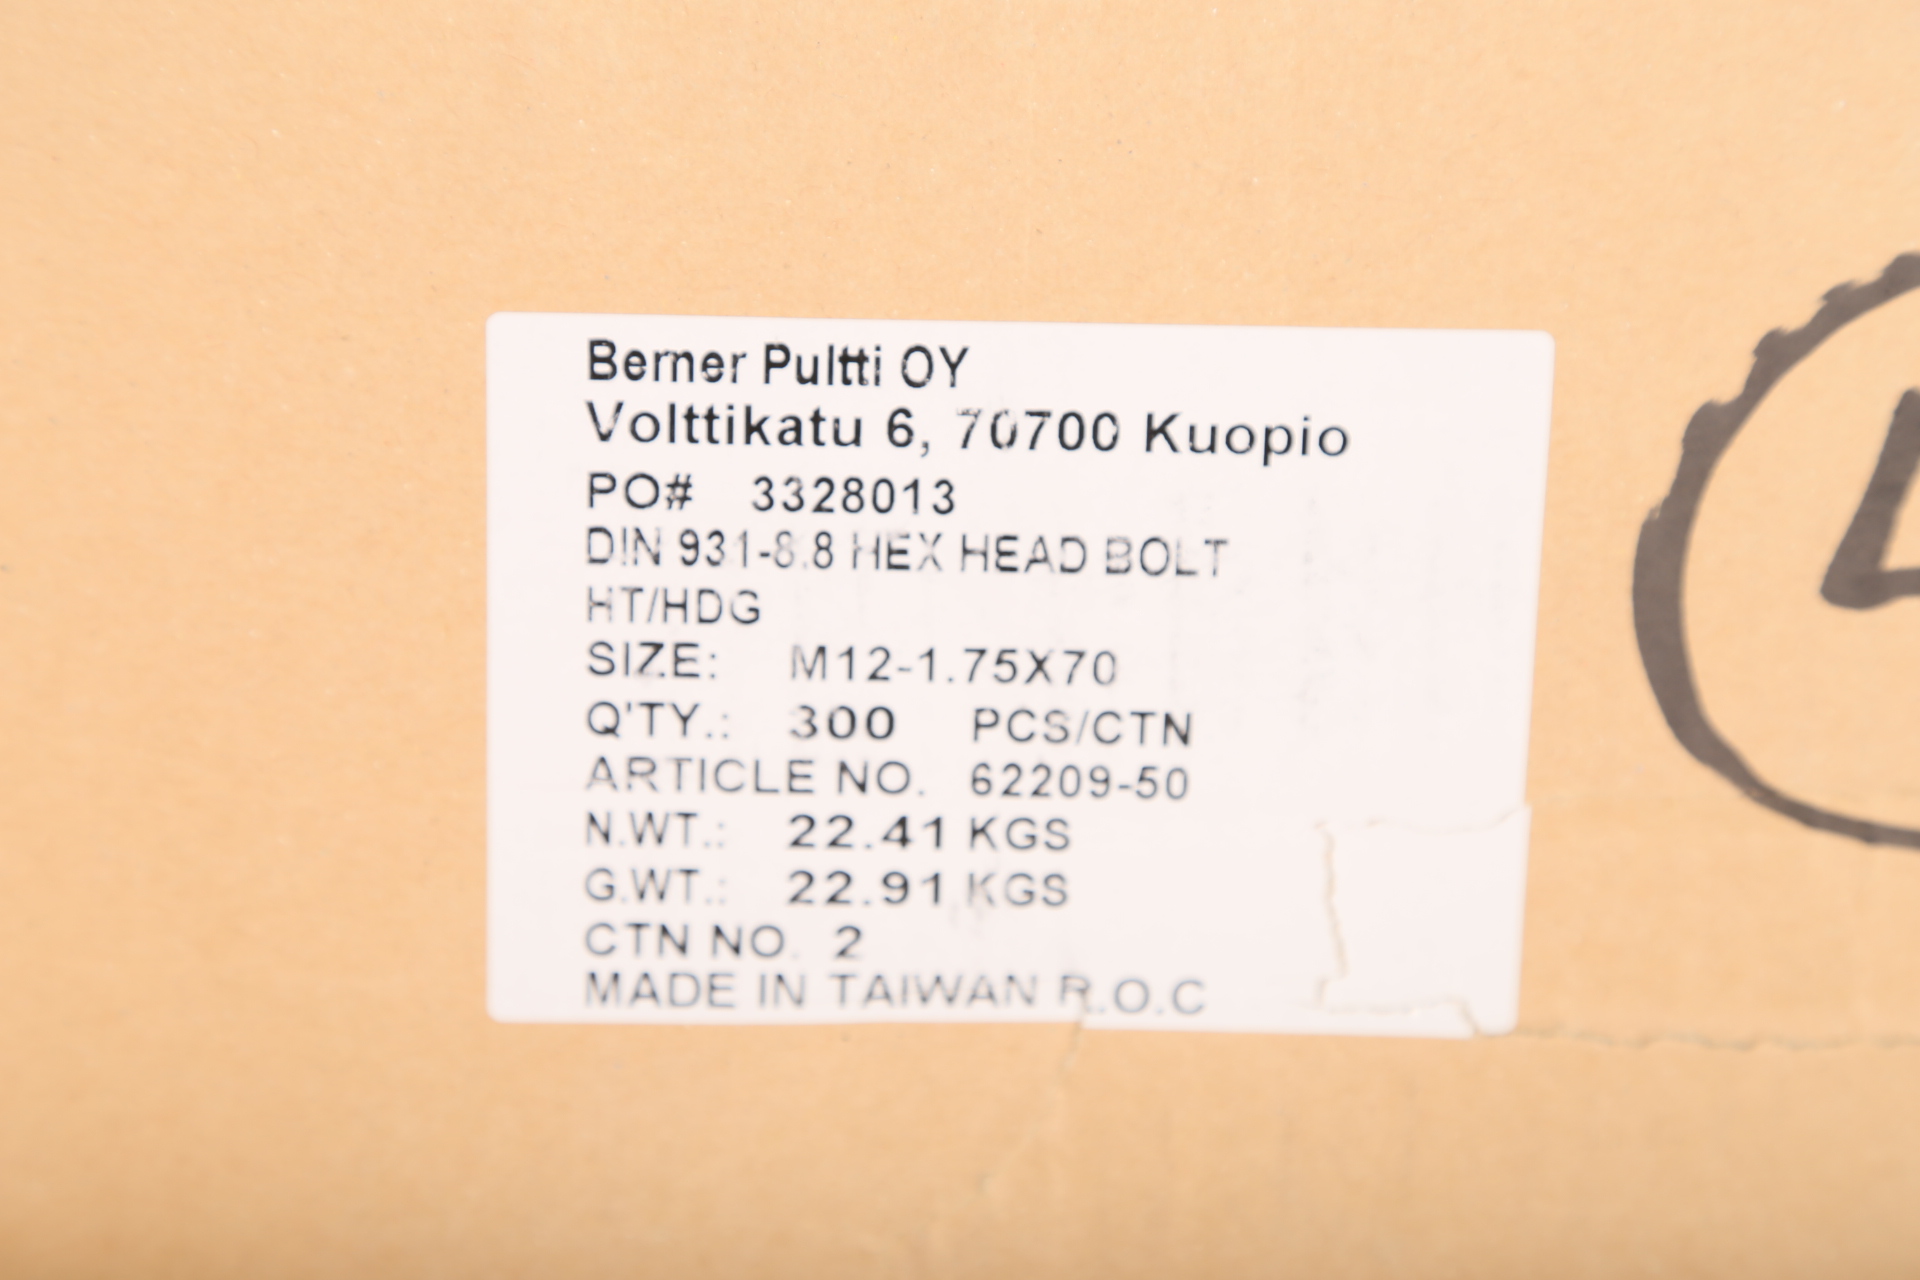 Berner Pultti OY
Volttikatu 6, 70700 Kuopio
PO# 3328013
DIN 931-8.8 HEX HEAD BOLT
HT/HDG
SIZE: M12-1.75X70
Q'TY.: 300 PCS/CTN
ARTICLE NO. 62209-50
N.WT.: 22.41 KGS
G.WT.: 22.91 KGS
CTN NO. 2
MADE IN TAIWAN R.O.C